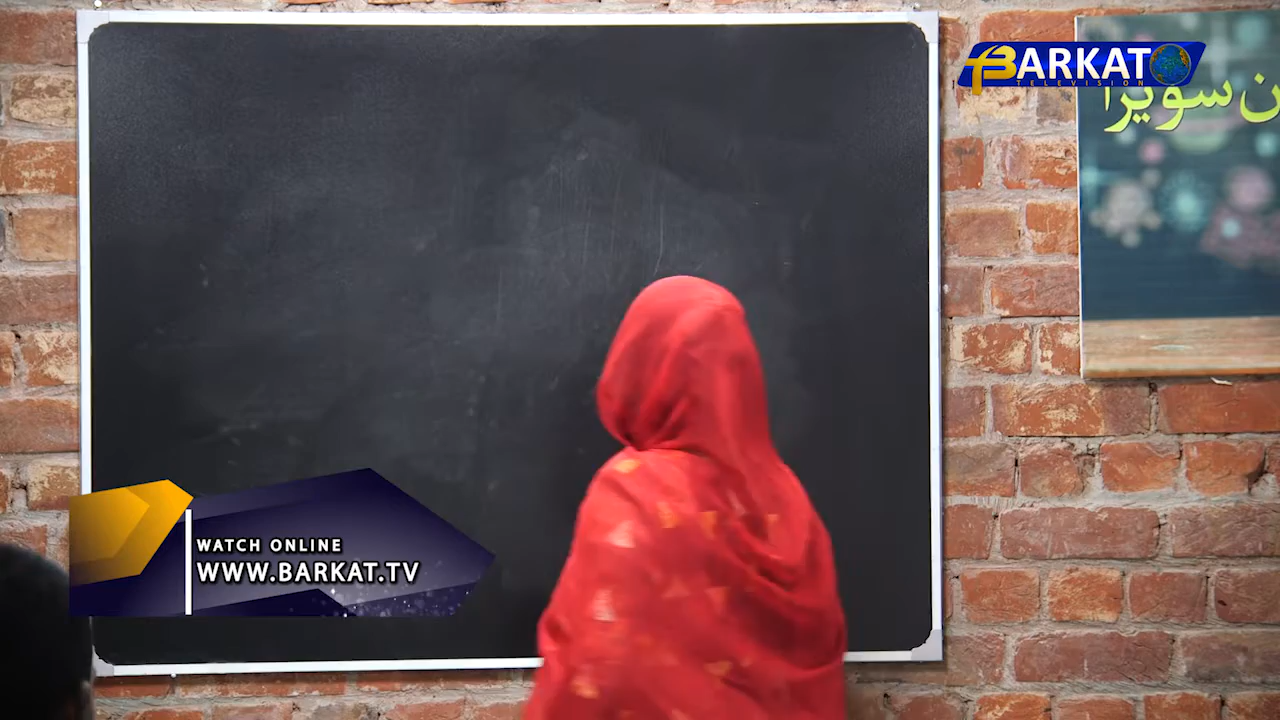 BARKAT
TELEVISION
ن سویرا
WATCH ONLINE
WWW.BARKAT.TV